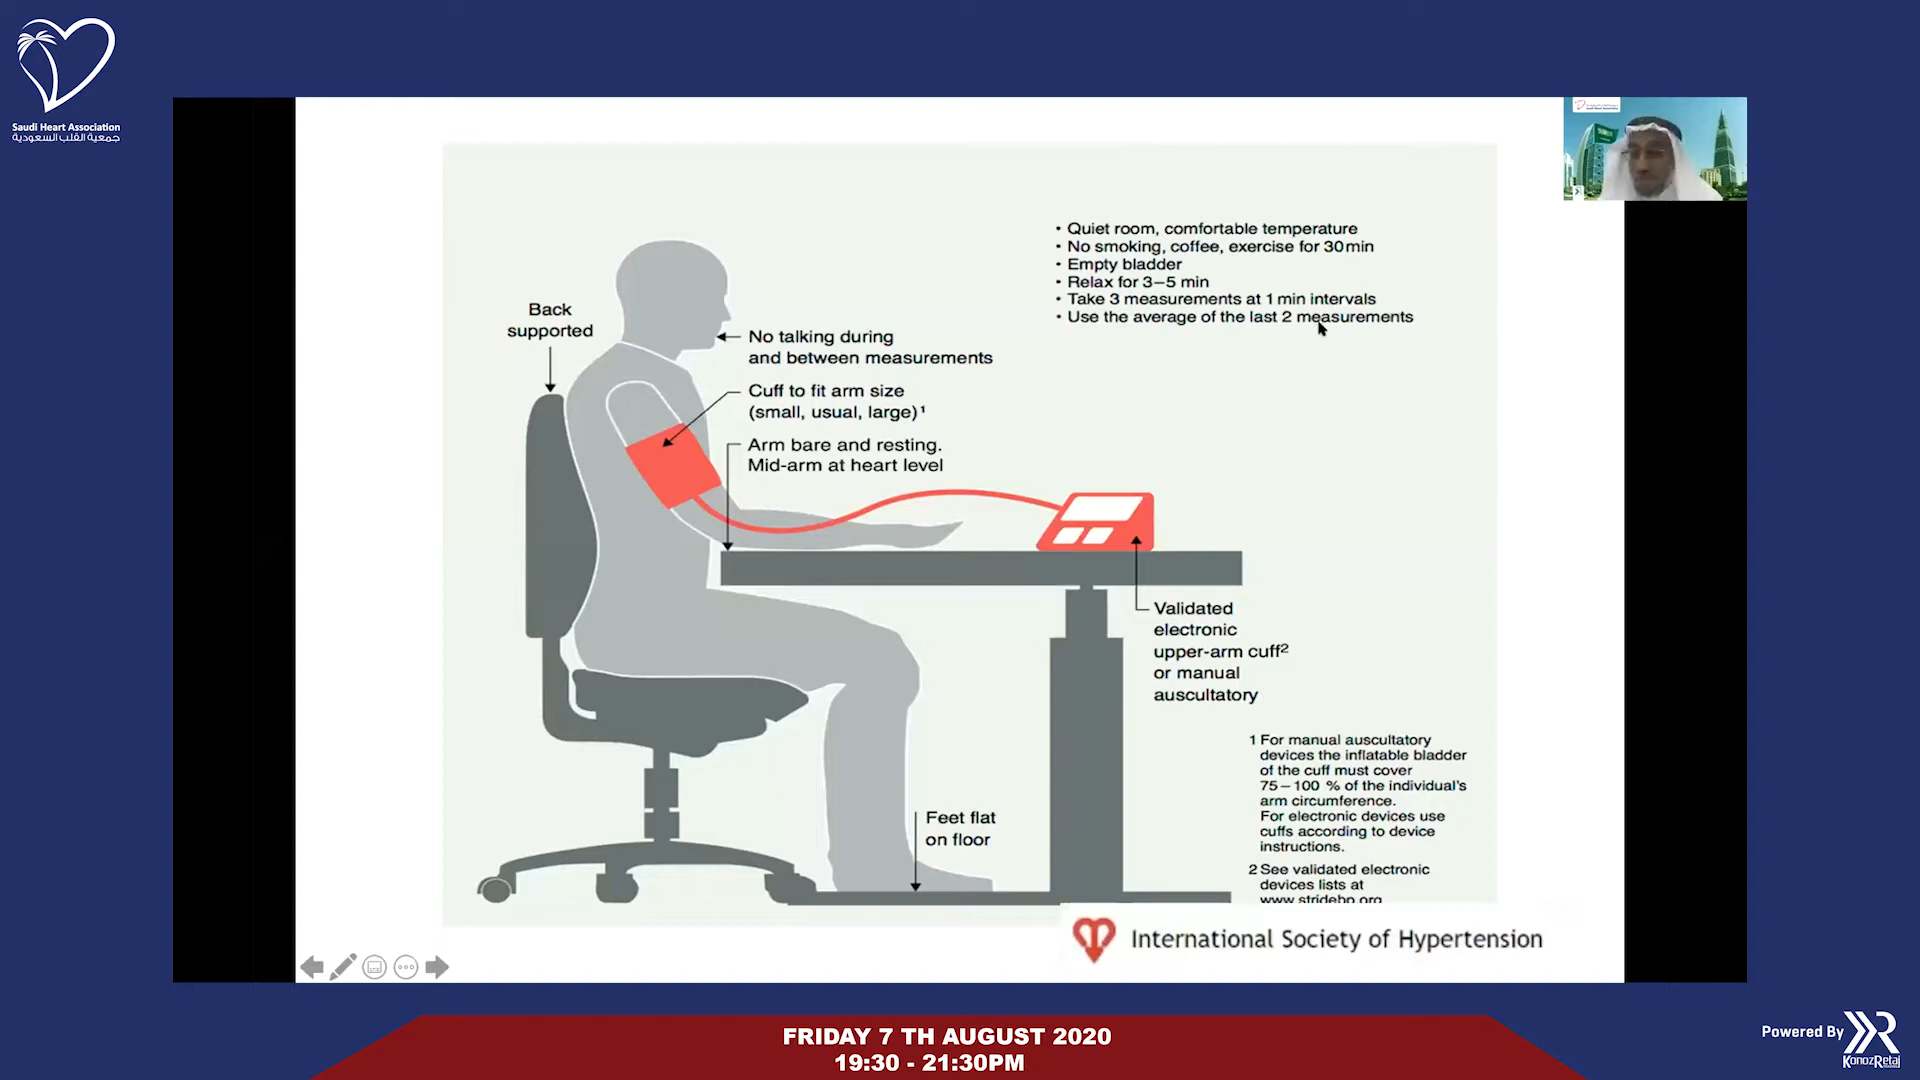 Saudi Heart Association
جمعية القلب السعودية
• Quiet room, comfortable temperature
• No smoking, coffee, exercise for 30 min
• Empty bladder
• Relax for 3–5 min
• Take 3 measurements at 1 min intervals
• Use the average of the last 2 measurements
Back
supported
No talking during
and between measurements
Cuff to fit arm size
(small, usual, large)¹
Arm bare and resting.
Mid-arm at heart level
Validated
electronic
upper-arm cuff²
or manual
auscultatory
Feet flat
on floor
1 For manual auscultatory
devices the inflatable bladder
of the cuff must cover
75–100 % of the individual's
arm circumference.
For electronic devices use
cuffs according to device
instructions.
2 See validated electronic
devices lists at
www.stridebp.org
International Society of Hypertension
FRIDAY 7 TH AUGUST 2020
19:30 - 21:30PM
Powered By
KonozRetaj